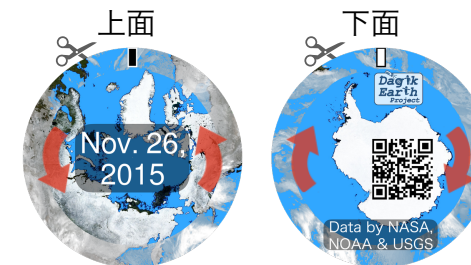 上面
下面
Nov. 26,
2015
Dagik
Earth
Project
Data by NASA,
NOAA & USGS